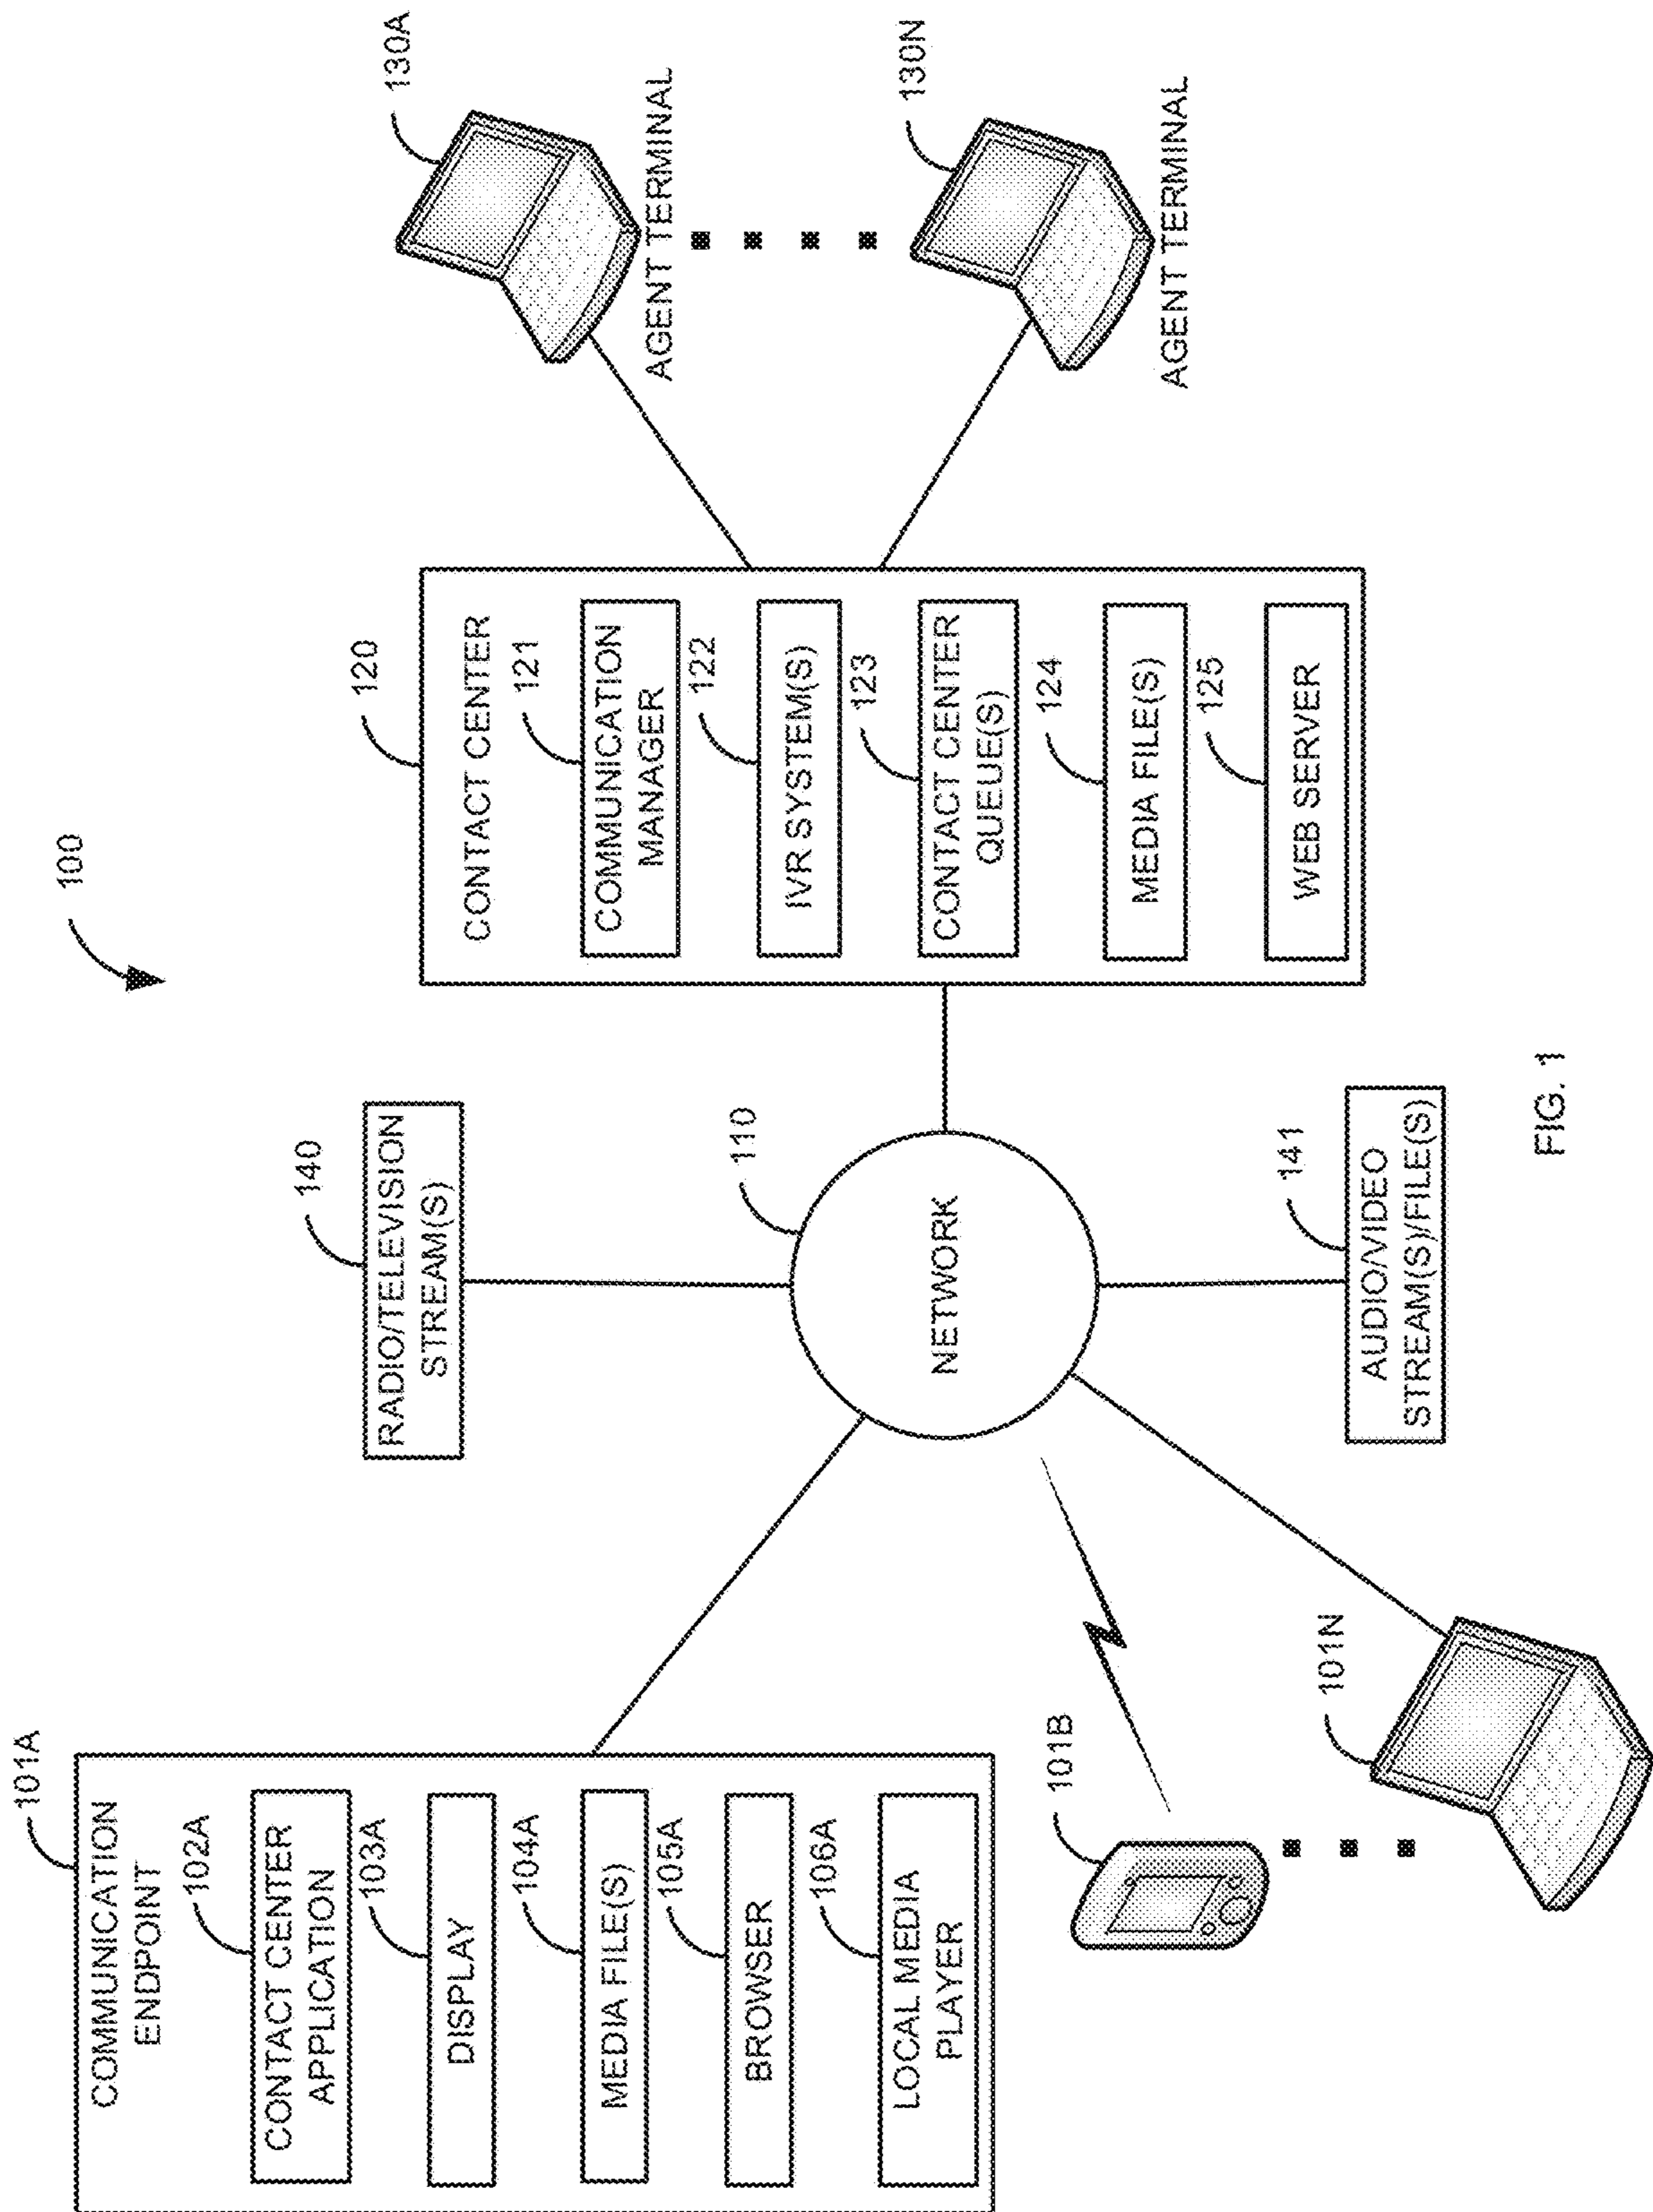 100
101A
COMMUNICATION
ENDPOINT
102A
CONTACT CENTER
APPLICATION
103A
DISPLAY
104A
MEDIA FILE(S)
105A
BROWSER
106A
LOCAL MEDIA
PLAYER
101B
101N
140
RADIO/TELEVISION
STREAM(S)
110
NETWORK
141
AUDIO/VIDEO
STREAM(S)/FILE(S)
120
CONTACT CENTER
121
COMMUNICATION
MANAGER
122
IVR SYSTEM(S)
123
CONTACT CENTER
QUEUE(S)
124
MEDIA FILE(S)
125
WEB SERVER
130A
AGENT TERMINAL
130N
AGENT TERMINAL
FIG. 1